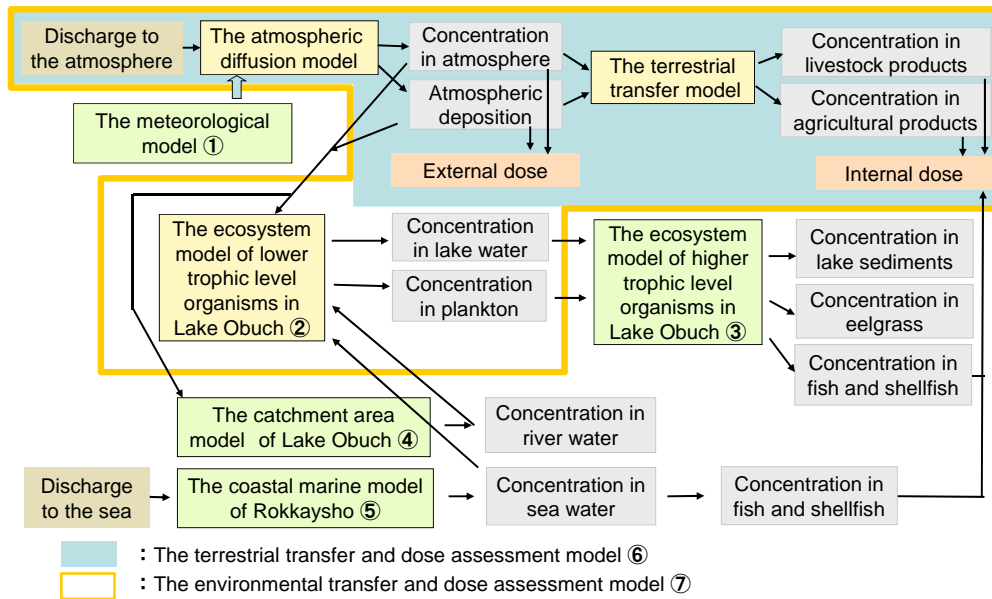 Discharge to
the atmosphere
The atmospheric
diffusion model
Concentration
in atmosphere
Atmospheric
deposition
The terrestrial
transfer model
Concentration in
livestock products
Concentration in
agricultural products
The meteorological
model ①
External dose
Internal dose
The ecosystem
model of lower
trophic level
organisms in
Lake Obuch ②
Concentration
in lake water
Concentration
in plankton
The ecosystem
model of higher
trophic level
organisms in
Lake Obuch ③
Concentration in
lake sediments
Concentration in
eelgrass
Concentration in
fish and shellfish
The catchment area
model of Lake Obuch ④
Concentration in
river water
Discharge
to the sea
The coastal marine model
of Rokkaysho ⑤
Concentration in
sea water
Concentration in
fish and shellfish
: The terrestrial transfer and dose assessment model ⑥
: The environmental transfer and dose assessment model ⑦